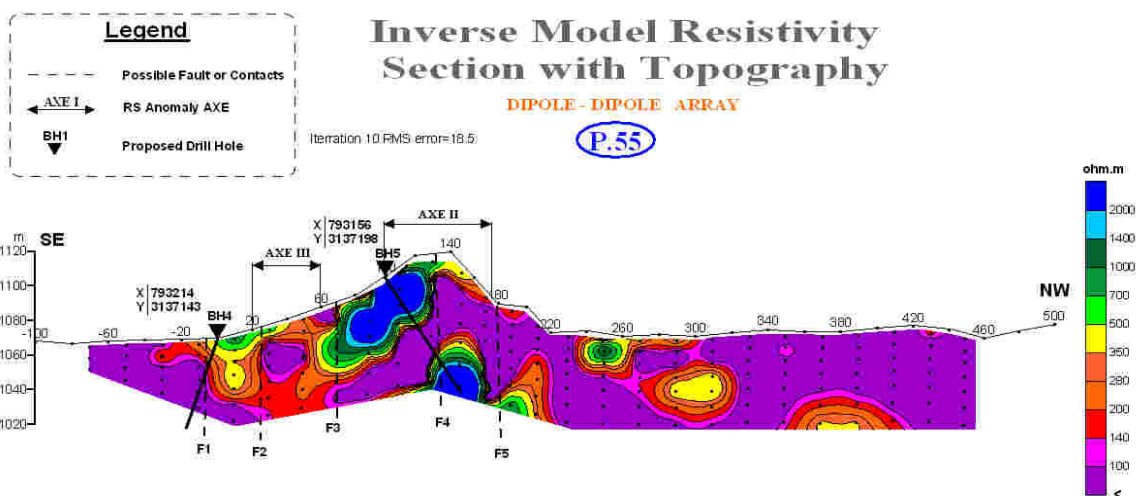 Legend
Possible Fault or Contacts
AXE I
RS Anomaly AXE
BH1
Proposed Drill Hole
Inverse Model Resistivity
Section with Topography
DIPOLE - DIPOLE ARRAY
Iterration 10 RMS error=18.5
P.55
ohm.m
2000
1400
1000
700
500
350
280
200
140
100
<
m
SE
NW
1120
1100
1080
1060
1040
1020
X 793214
Y 3137143
BH4
AXE III
X 793156
Y 3137198
BH5
AXE II
-100
-60
-20
20
60
140
180
220
260
300
340
380
420
460
500
F1
F2
F3
F4
F5